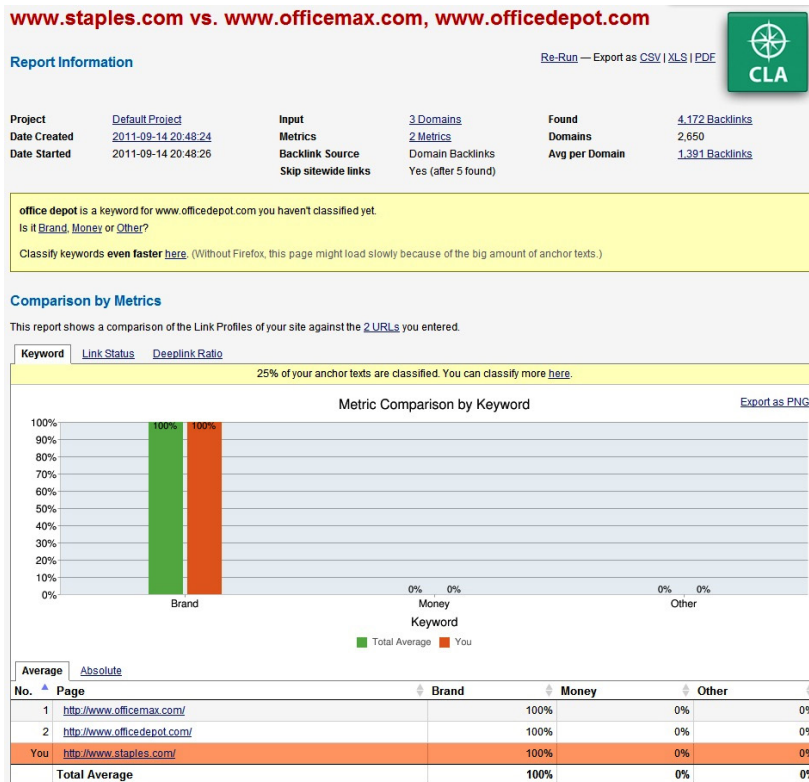 www.staples.com vs. www.officemax.com, www.officedepot.com
Report Information
Re-Run — Export as CSV | XLS | PDF
CLA
Project Default Project Input 3 Domains Found 4,172 Backlinks
Date Created 2011-09-14 20:48:24 Metrics 2 Metrics Domains 2,650
Date Started 2011-09-14 20:48:26 Backlink Source Domain Backlinks Avg per Domain 1,391 Backlinks
Skip sitewide links Yes (after 5 found)
office depot is a keyword for www.officedepot.com you haven't classified yet.
Is it Brand, Money or Other?
Classify keywords even faster here. (Without Firefox, this page might load slowly because of the big amount of anchor texts.)
Comparison by Metrics
This report shows a comparison of the Link Profiles of your site against the 2 URLs you entered.
Keyword Link Status Deeplink Ratio
25% of your anchor texts are classified. You can classify more here.
Metric Comparison by Keyword
Export as PNG
100%
90%
80%
70%
60%
50%
40%
30%
20%
10%
0%
100% 100%
0% 0%
0% 0%
Brand Money Other
Keyword
Total Average You
Average Absolute
No. Page Brand Money Other
1 http://www.officemax.com/ 100% 0% 0%
2 http://www.officedepot.com/ 100% 0% 0%
You http://www.staples.com/ 100% 0% 0%
Total Average 100% 0% 0%